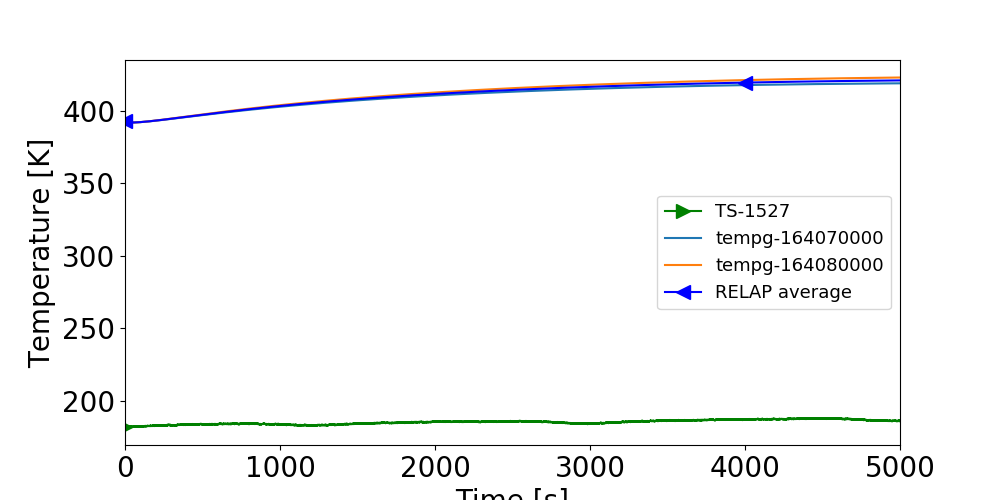 Temperature [K]
400
350
300
250
200
TS-1527
tempg-164070000
tempg-164080000
RELAP average
0 1000 2000 3000 4000 5000
Time [s]